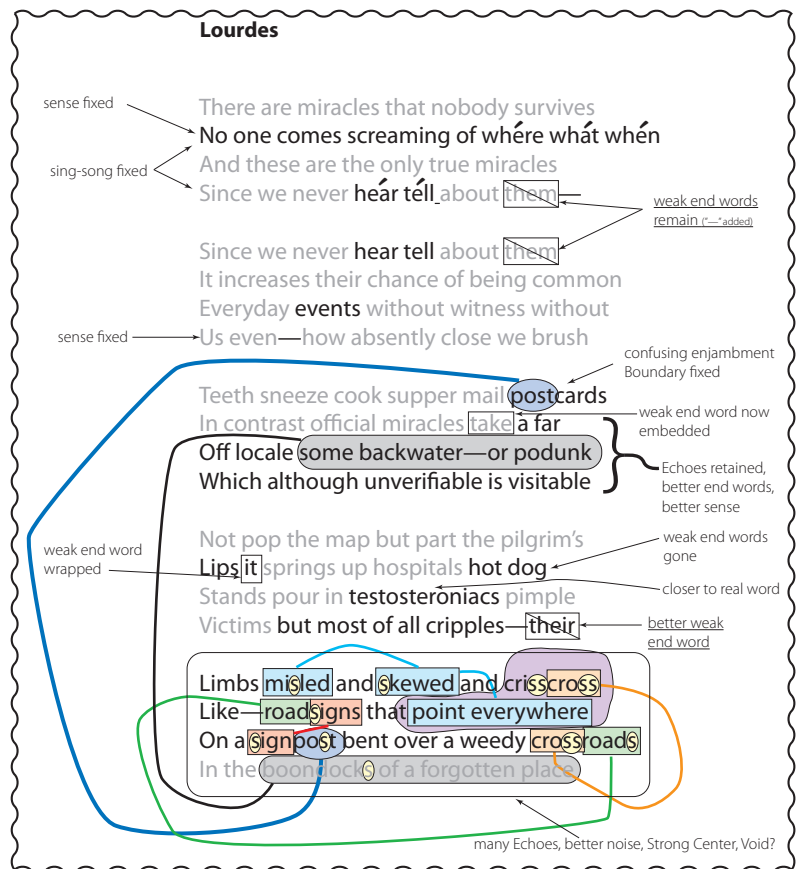 Lourdes
There are miracles that nobody survives
sense fixed
No one comes screaming of whére whát whén
And these are the only true miracles
sing-song fixed
Since we never heár téll about them—
weak end words
remain ("—" added)
Since we never hear tell about them
It increases their chance of being common
Everyday events without witness without
sense fixed
Us even—how absently close we brush
confusing enjambment
Boundary fixed
Teeth sneeze cook supper mail postcards
weak end word now
embedded
In contrast official miracles take a far
Off locale some backwater—or podunk
Which although unverifiable is visitable
Echoes retained,
better end words,
better sense
Not pop the map but part the pilgrim's
weak end words
gone
weak end word
wrapped
Lips it springs up hospitals hot dog
closer to real word
Stands pour in testosteroniacs pimple
Victims but most of all cripples—their
better weak
end word
Limbs misled and skewed and crisscross
Like—roadsigns that point everywhere
On a signpost bent over a weedy crossroads
In the boondocks of a forgotten place
many Echoes, better noise, Strong Center, Void?